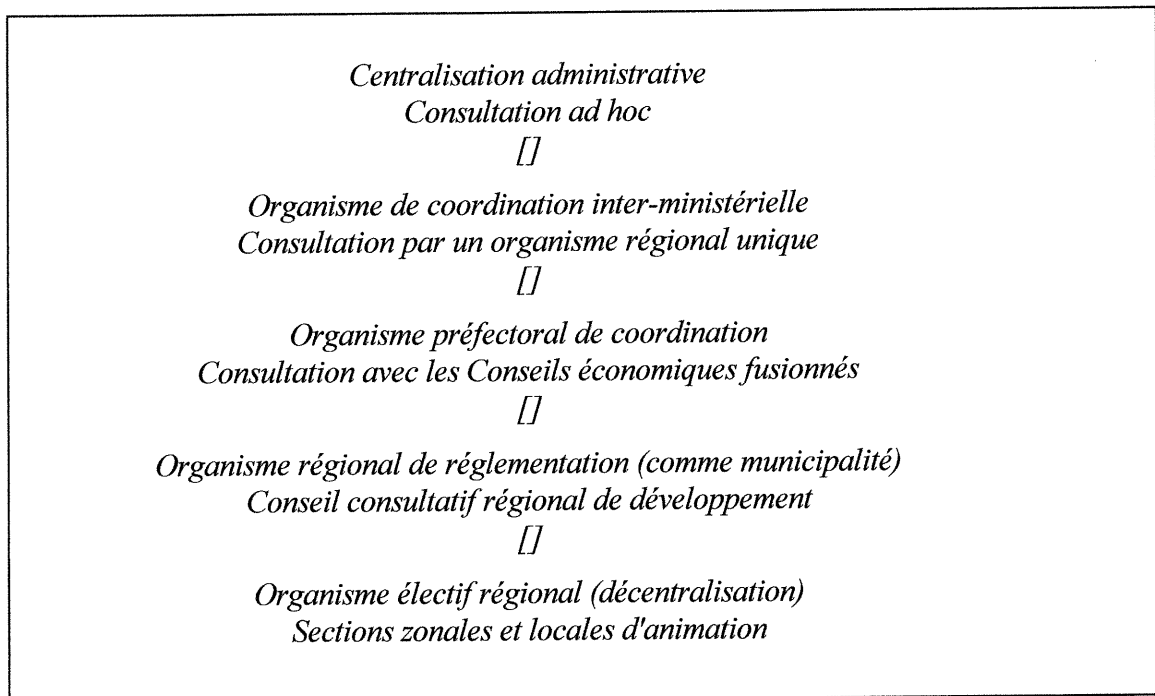 Centralisation administrative
Consultation ad hoc
[]
Organisme de coordination inter-ministérielle
Consultation par un organisme régional unique
[]
Organisme préfectoral de coordination
Consultation avec les Conseils économiques fusionnés
[]
Organisme régional de réglementation (comme municipalité)
Conseil consultatif régional de développement
[]
Organisme électif régional (décentralisation)
Sections zonales et locales d'animation